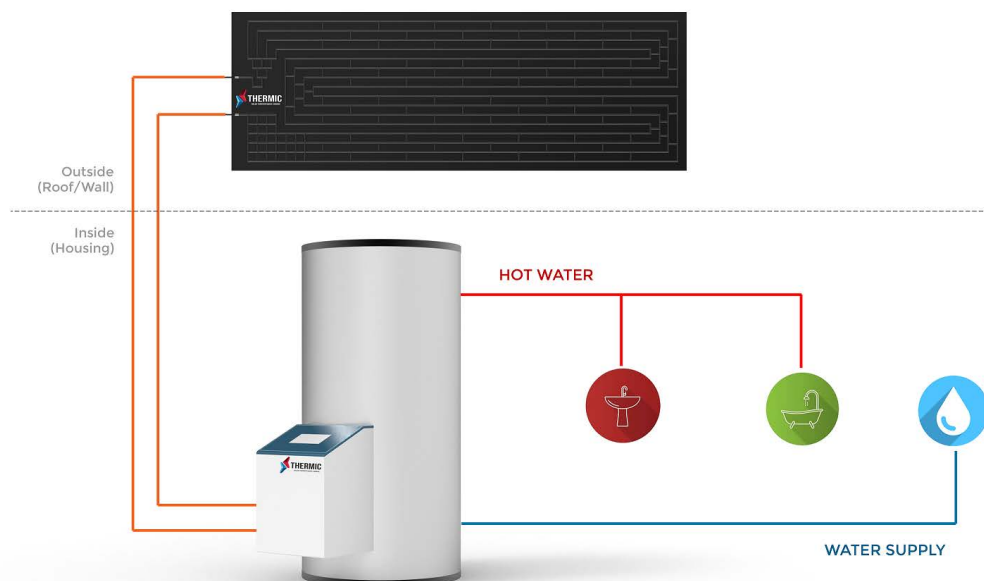 THERMIC
Outside
(Roof/Wall)
Inside
(Housing)
HOT WATER
THERMIC
WATER SUPPLY